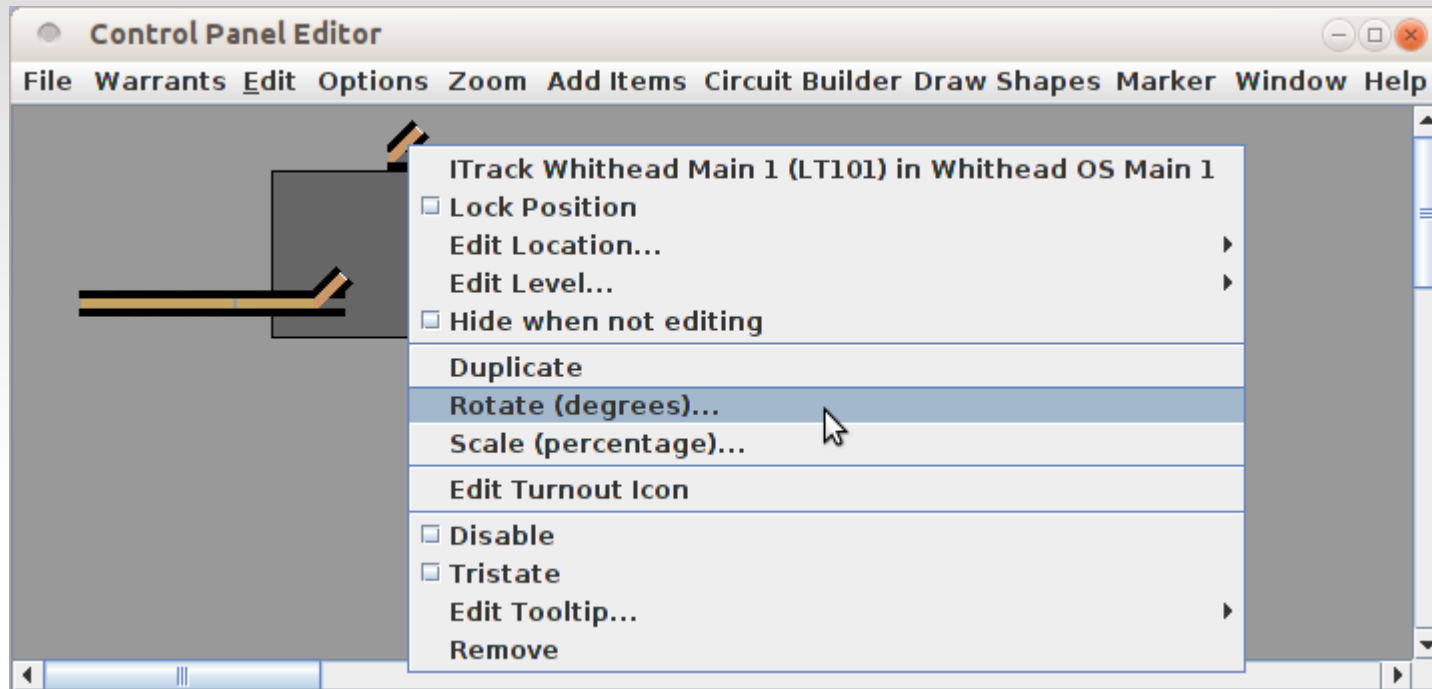 Control Panel Editor
File Warrants Edit Options Zoom Add Items Circuit Builder Draw Shapes Marker Window Help
ITrack Whithead Main 1 (LT101) in Whithead OS Main 1
Lock Position
Edit Location...
Edit Level...
Hide when not editing
Duplicate
Rotate (degrees)...
Scale (percentage)...
Edit Turnout Icon
Disable
Tristate
Edit Tooltip...
Remove